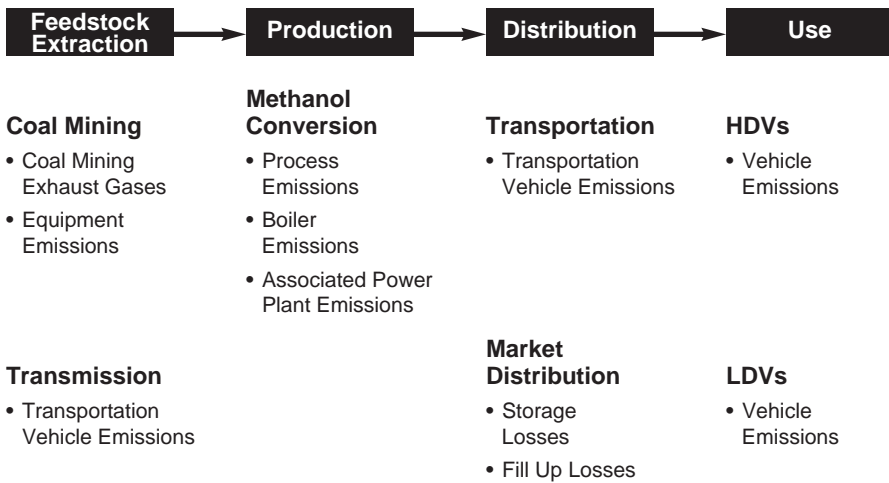 Feedstock
Extraction
Production
Distribution
Use
Coal Mining
• Coal Mining
Exhaust Gases
• Equipment
Emissions
Methanol
Conversion
• Process
Emissions
• Boiler
Emissions
• Associated Power
Plant Emissions
Transportation
• Transportation
Vehicle Emissions
HDVs
• Vehicle
Emissions
Transmission
• Transportation
Vehicle Emissions
Market
Distribution
• Storage
Losses
• Fill Up Losses
LDVs
• Vehicle
Emissions